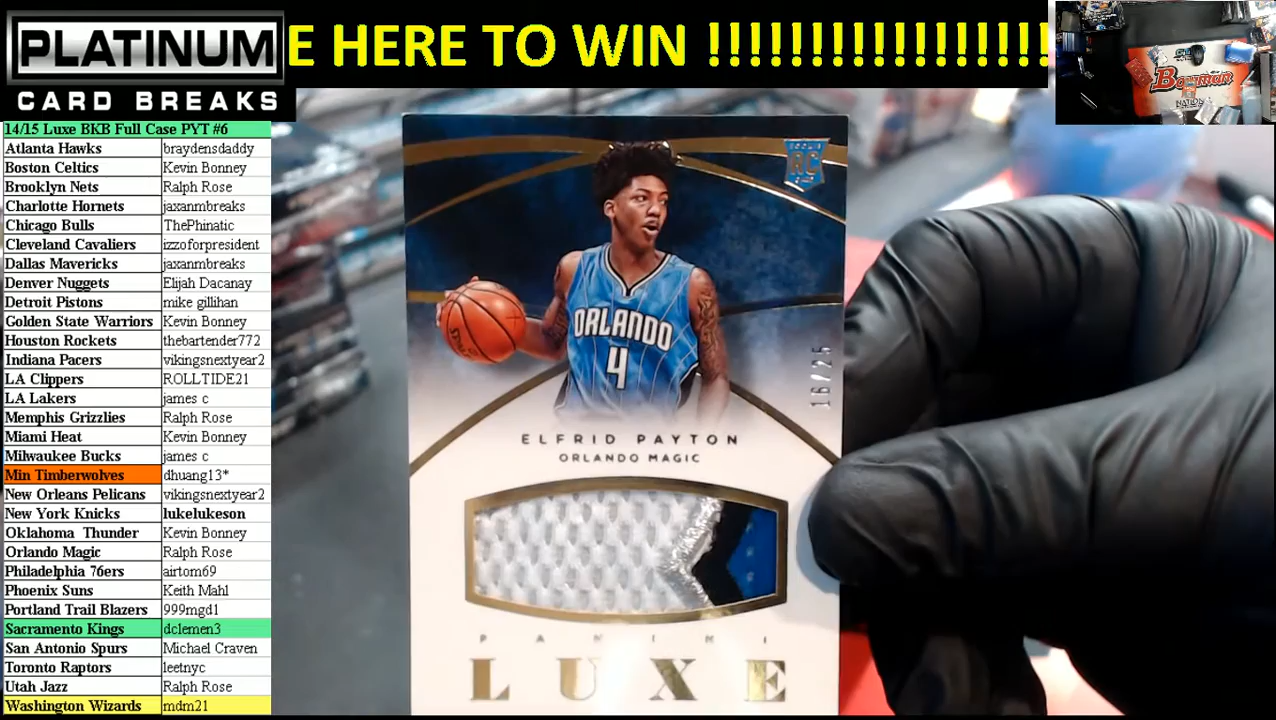 PLATINUM
CARD BREAKS
E HERE TO WIN !!!!!!!!!!!!!!!!!
14/15 Luxe BKB Full Case PYT #6
Atlanta Hawks braydensdaddy
Boston Celtics Kevin Bonney
Brooklyn Nets Ralph Rose
Charlotte Hornets jaxanmbreaks
Chicago Bulls ThePhinatic
Cleveland Cavaliers izzoforpresident
Dallas Mavericks jaxanmbreaks
Denver Nuggets Elijah Dacanay
Detroit Pistons mike gillihan
Golden State Warriors Kevin Bonney
Houston Rockets thebartender772
Indiana Pacers vikingsnextyear2
LA Clippers ROLLTIDE21
LA Lakers james c
Memphis Grizzlies Ralph Rose
Miami Heat Kevin Bonney
Milwaukee Bucks james c
Min Timberwolves dhuang13*
New Orleans Pelicans vikingsnextyear2
New York Knicks lukelukeson
Oklahoma Thunder Kevin Bonney
Orlando Magic Ralph Rose
Philadelphia 76ers airtom69
Phoenix Suns Keith Mahl
Portland Trail Blazers 999mgd1
Sacramento Kings dclemen3
San Antonio Spurs Michael Craven
Toronto Raptors leetnyc
Utah Jazz Ralph Rose
Washington Wizards mdm21
Bowman
RC
ORLANDO
4
16/25
ELFRID PAYTON
ORLANDO MAGIC
PANINI
LUXE